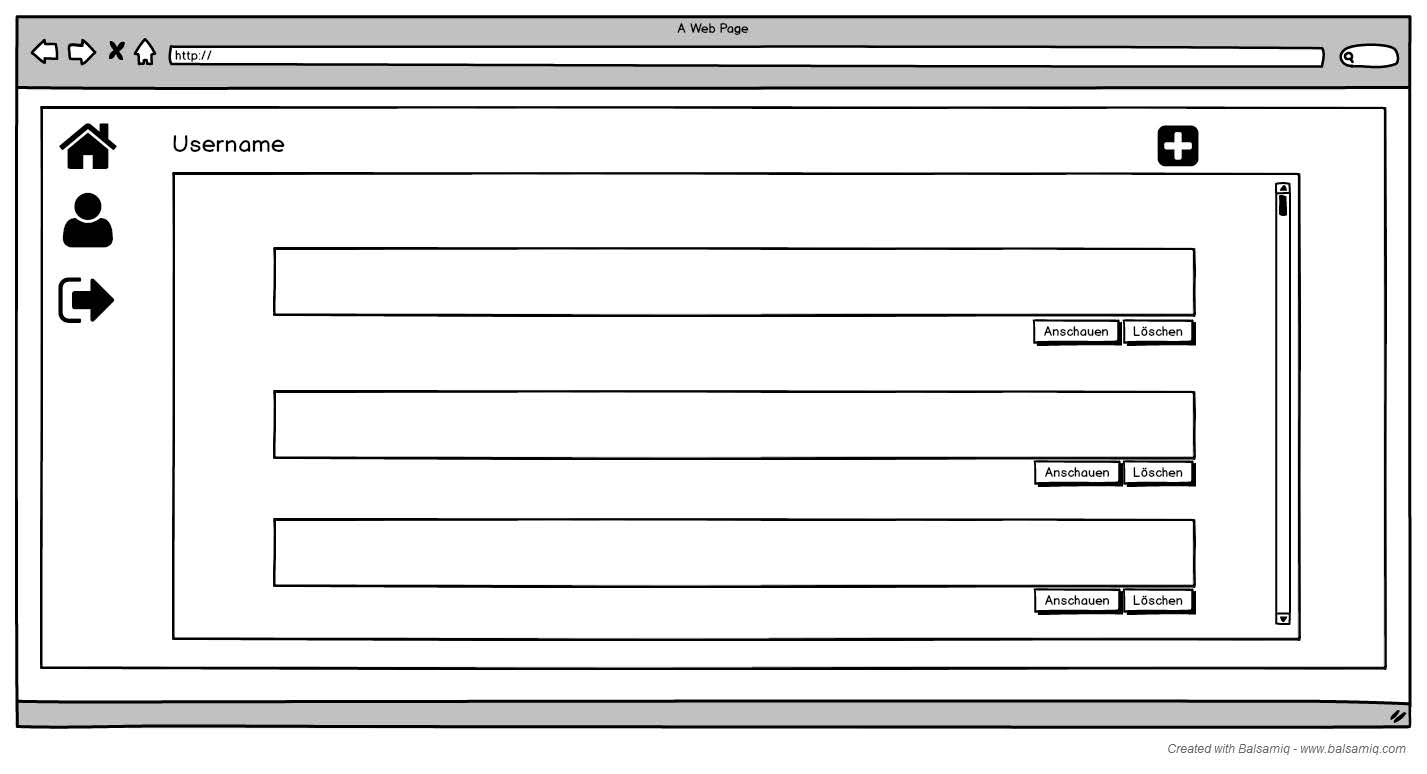 A Web Page
http://
Username
Anschauen Löschen
Anschauen Löschen
Anschauen Löschen
Created with Balsamiq - www.balsamiq.com